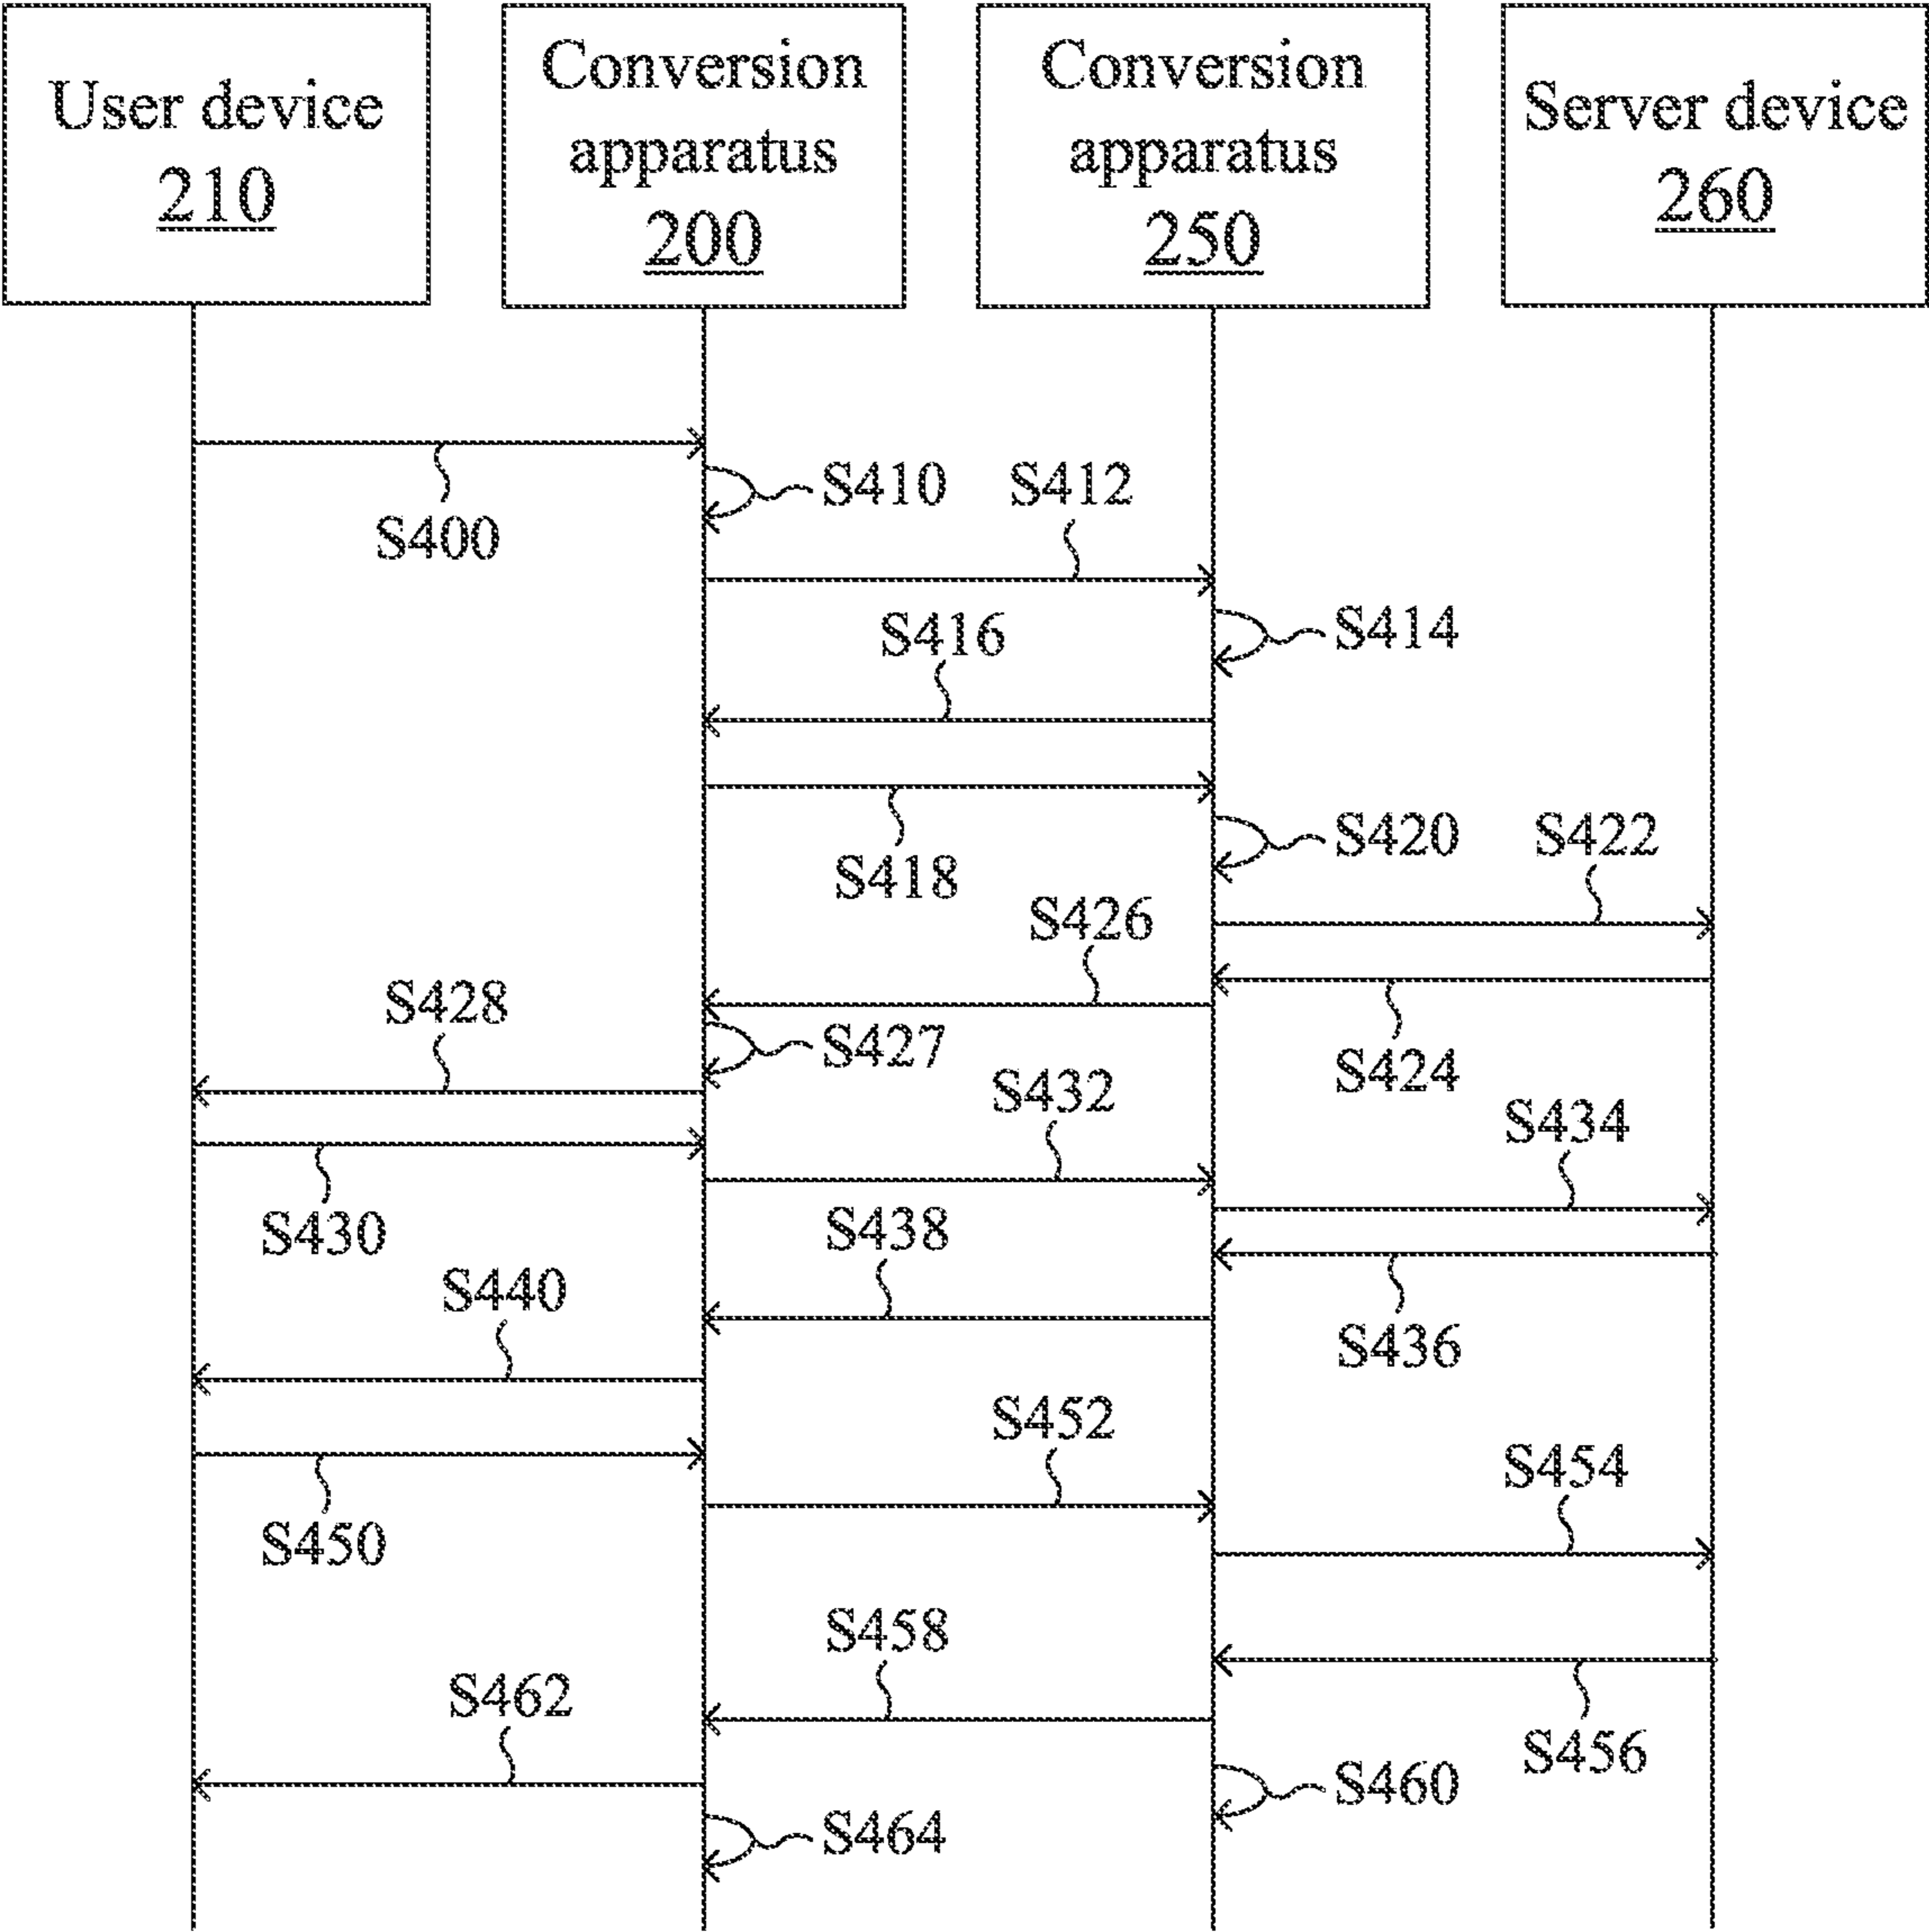 User device
210
Conversion
apparatus
200
Conversion
apparatus
250
Server device
260
S400
S410
S412
S414
S416
S418
S420
S422
S426
S424
S428
S427
S432
S434
S430
S438
S436
S440
S452
S454
S450
S458
S456
S462
S460
S464